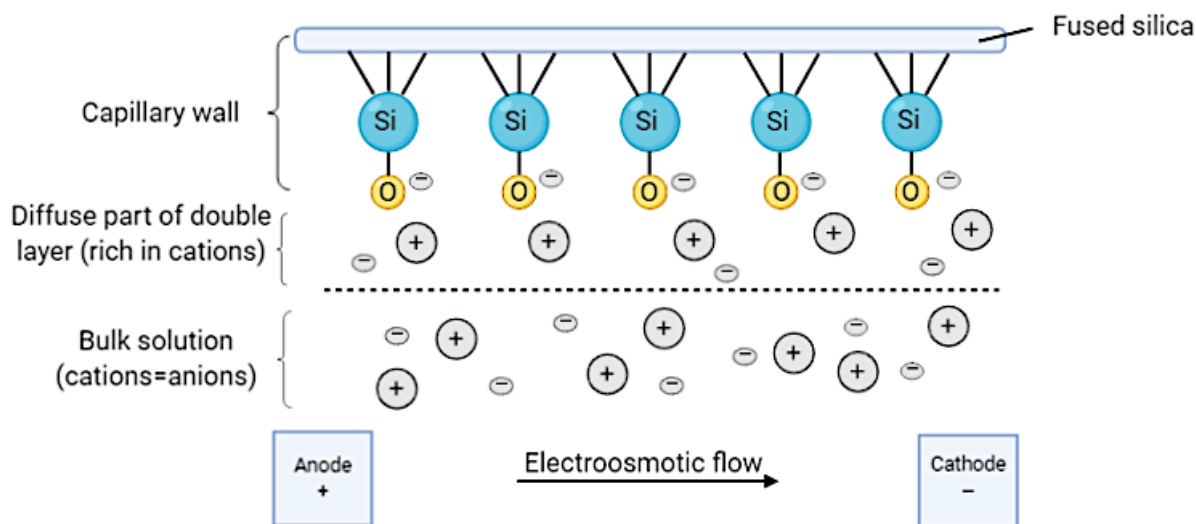 Fused silica
Capillary wall
Si Si Si Si Si
O − O − O − O − O −
Diffuse part of double
layer (rich in cations)
+ + + + +
− − −
Bulk solution
(cations=anions)
− + − + − + − +
+ − + − + −
Anode
+
Electroosmotic flow
Cathode
−